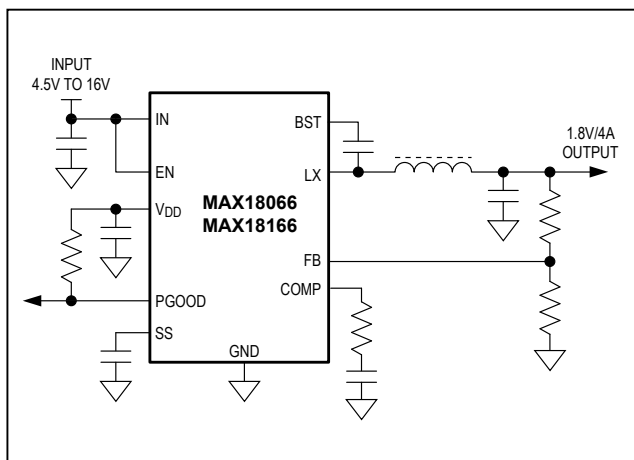 INPUT
4.5V TO 16V
IN
EN
VDD
PGOOD
SS
MAX18066
MAX18166
GND
BST
LX
FB
COMP
1.8V/4A
OUTPUT